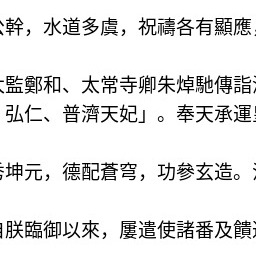 公幹，水道多虞，祝禱各有顯應，
太監鄭和、太常寺卿朱焯馳傳詣
弘仁、普濟天妃」。奉天承運皇
秀坤元，德配蒼穹，功參玄造。
自朕臨御以來，屢遣使諸番及饋運